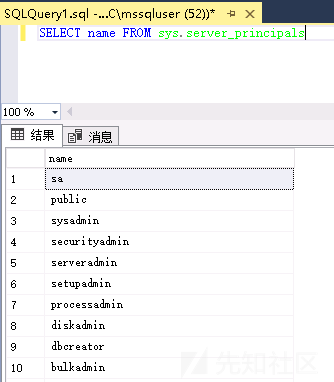 SQLQuery1.sql -...C\mssqluser (52))*
SELECT name FROM sys.server_principals
100 %
结果 消息
name
1 sa
2 public
3 sysadmin
4 securityadmin
5 serveradmin
6 setupadmin
7 processadmin
8 diskadmin
9 dbcreator
10 bulkadmin
先知社区